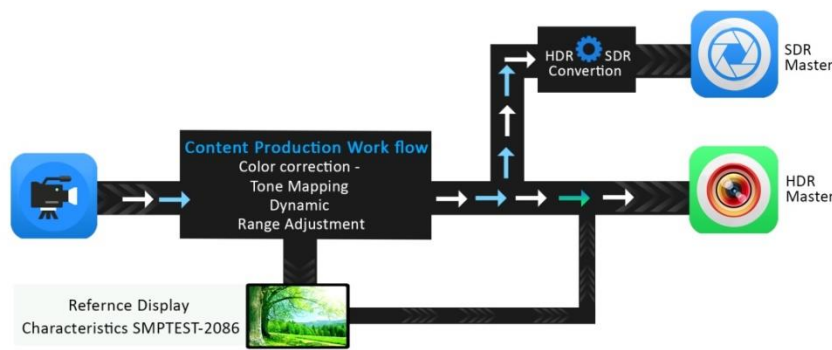 HDR SDR
Convertion
SDR
Master
Content Production Work flow
Color correction -
Tone Mapping
Dynamic
Range Adjustment
HDR
Master
Refernce Display
Characteristics SMPTEST-2086